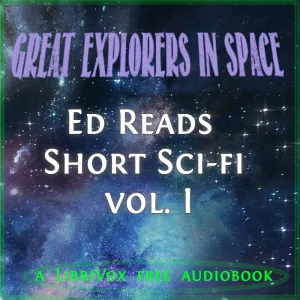 GREAT EXPLORERS IN SPACE
ED READS
SHORT SCI-FI
VOL. I
A LIBRIVOX FREE AUDIOBOOK